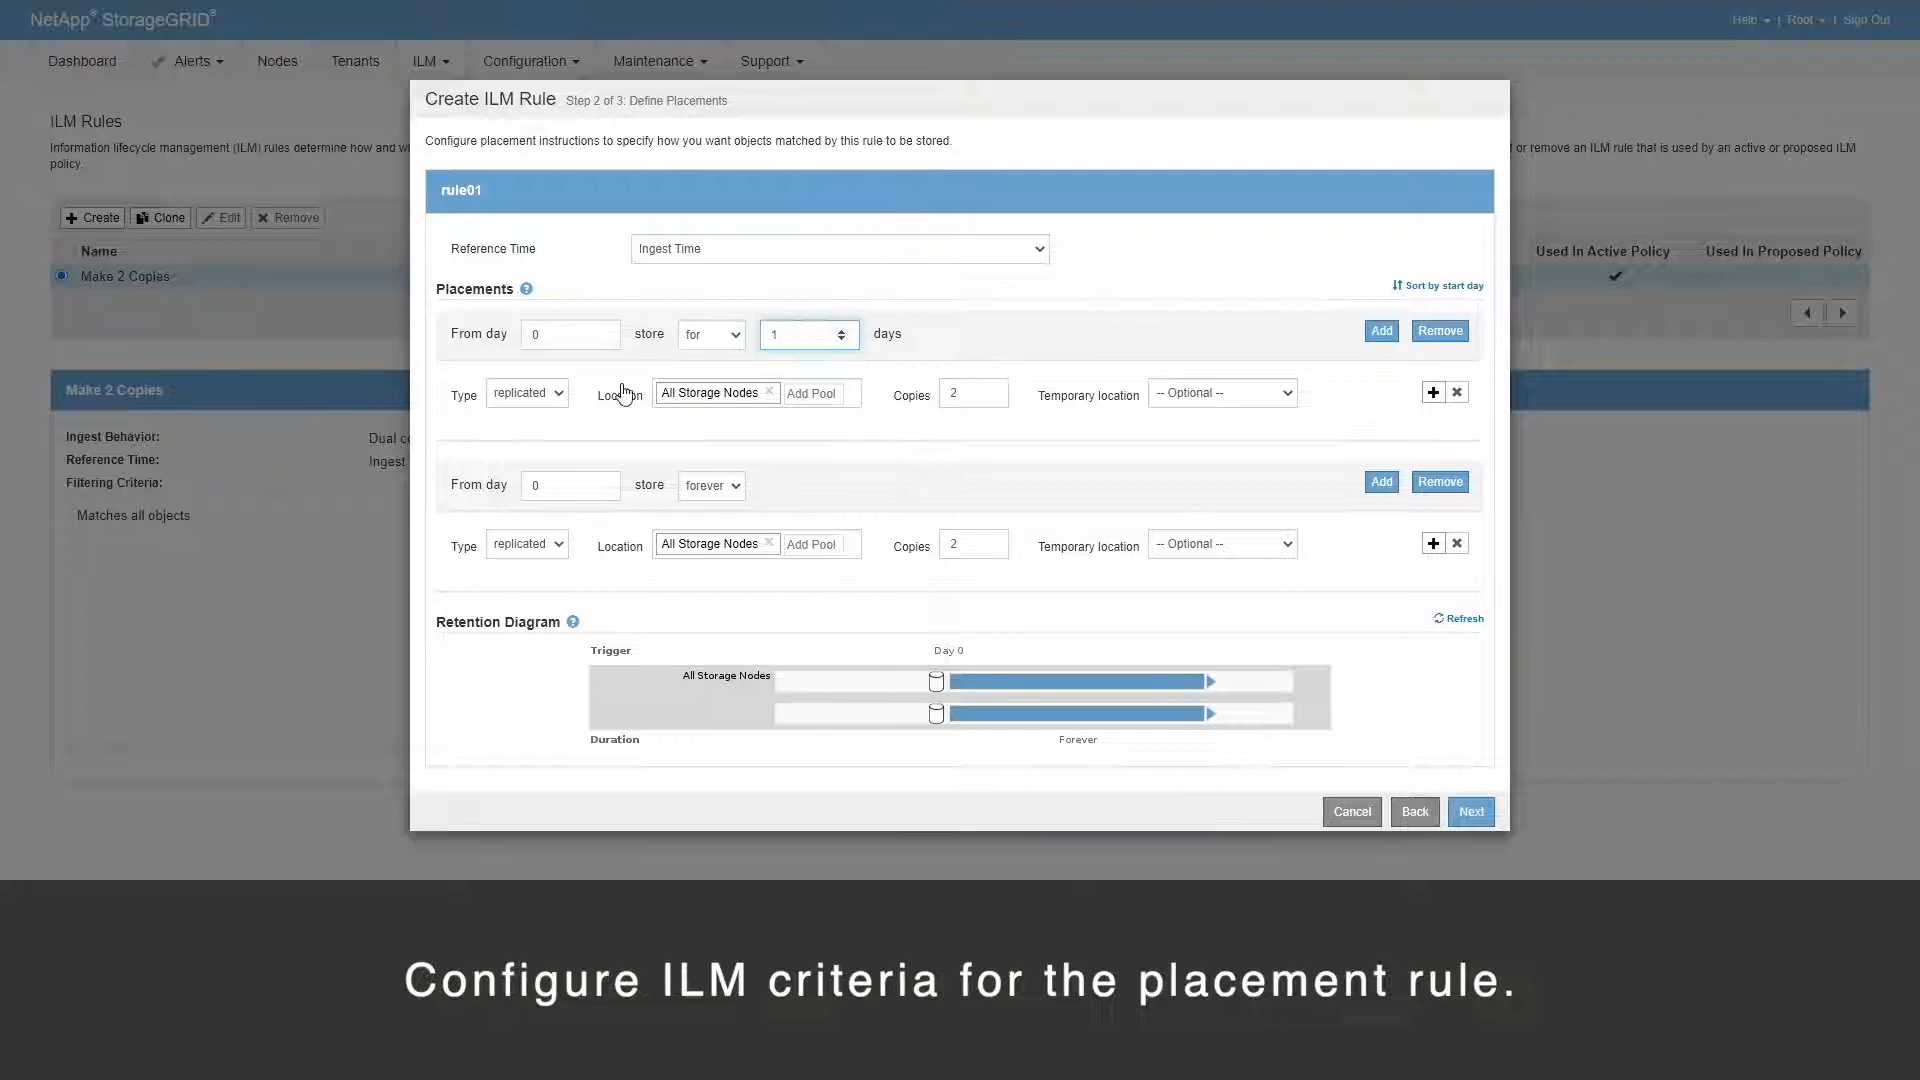 NetApp® StorageGRID®
Help | Root | Sign Out
Dashboard Alerts Nodes Tenants ILM Configuration Maintenance Support
Create ILM Rule Step 2 of 3: Define Placements
ILM Rules
Information lifecycle management (ILM) rules determine how and
or remove an ILM rule that is used by an active or proposed ILM
policy.
Configure placement instructions to specify how you want objects matched by this rule to be stored.
rule01
Create Clone Edit Remove
Name
Used In Active Policy Used In Proposed Policy
Make 2 Copies
Reference Time Ingest Time
Placements ? Sort by start day
From day 0 store for 1 days Add Remove
Type replicated Location All Storage Nodes × Add Pool Copies 2 Temporary location -- Optional --
Make 2 Copies
Ingest Behavior: Dual
Reference Time: Ingest
Filtering Criteria:
Matches all objects
From day 0 store forever Add Remove
Type replicated Location All Storage Nodes × Add Pool Copies 2 Temporary location -- Optional --
Retention Diagram ? Refresh
Trigger Day 0
All Storage Nodes
Duration Forever
Cancel Back Next
Configure ILM criteria for the placement rule.